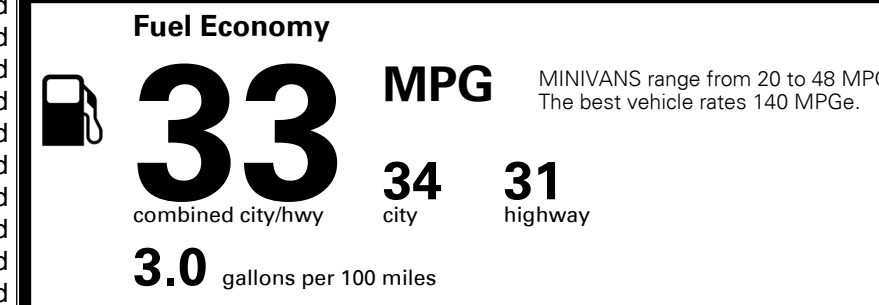 Fuel Economy
33
MPG
MINIVANS range from 20 to 48 MPG
The best vehicle rates 140 MPGe.
34
31
combined city/hwy
city
highway
3.0 gallons per 100 miles
d
d
d
d
d
d
d
d
d
d